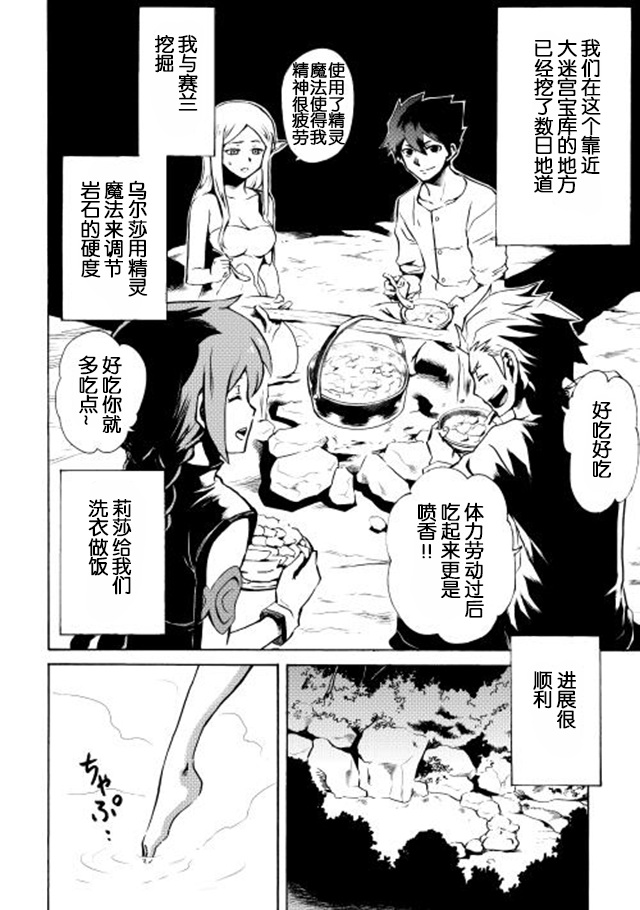 我们在这个靠近
大迷宫宝库的地方
已经挖了数日地道
使用了精灵
魔法使得我
精神很疲劳
我与赛兰
挖掘
乌尔莎用精灵
魔法来调节
岩石的硬度
好吃好吃
体力劳动过后
吃起来更是
喷香!!
好吃你就
多吃点~
莉莎给我们
洗衣做饭
进展很
顺利
ちゃぷ…